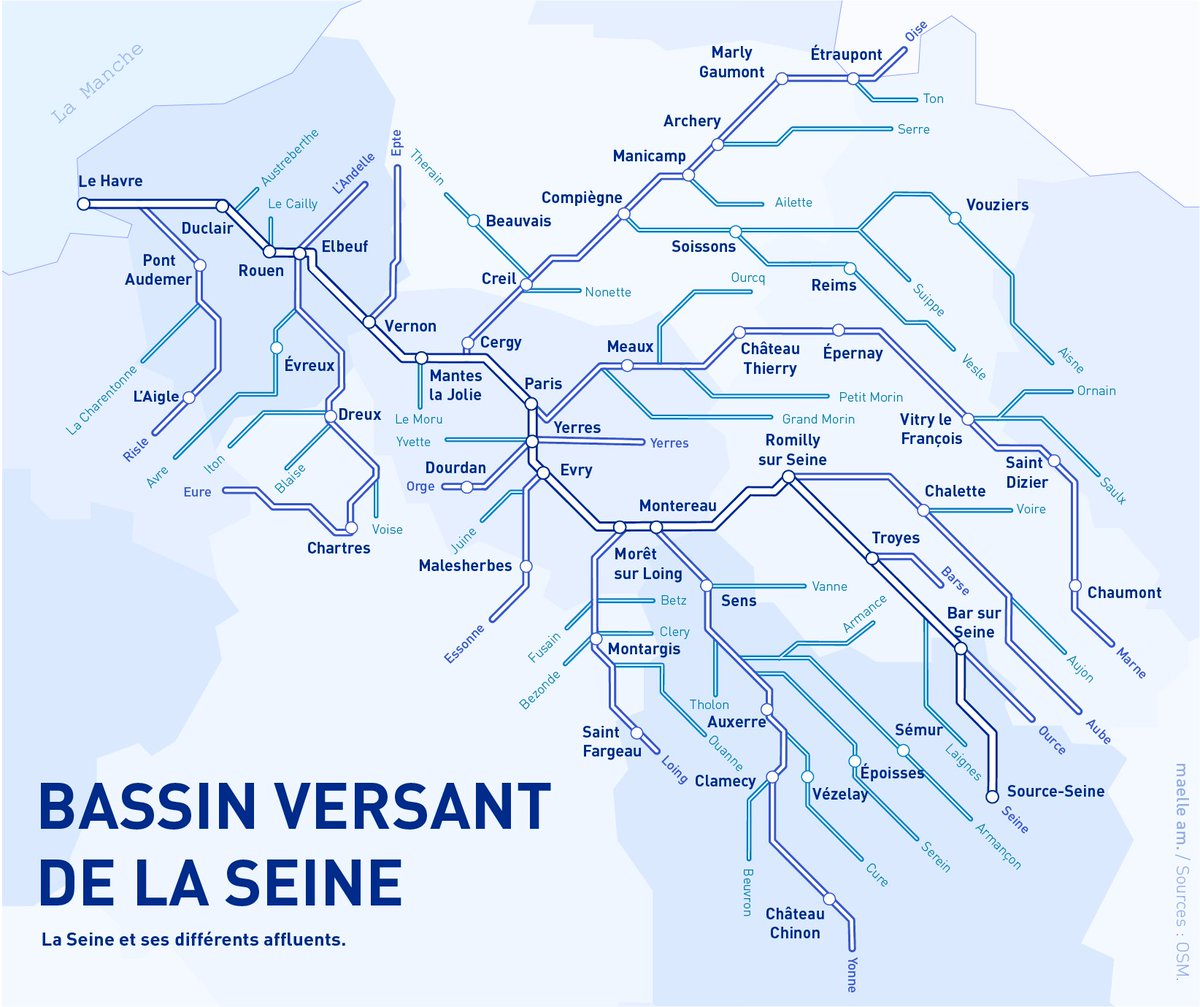 La Manche
Oise
Marly
Gaumont
Étraupont
Ton
Archery
Serre
Manicamp
Ailette
Compiègne
Vouziers
Therain
Beauvais
Soissons
Epte
L'Andelle
Austreberthe
Le Cailly
Le Havre
Duclair
Rouen
Elbeuf
Pont
Audemer
Creil
Nonette
Ourcq
Reims
Suippe
Vesle
Aisne
Vernon
Cergy
Meaux
Château
Thierry
Épernay
Évreux
La Charentonne
L'Aigle
Risle
Mantes
la Jolie
Le Moru
Paris
Petit Morin
Grand Morin
Ornain
Vitry le
François
Saulx
Saint
Dizier
Avre
Iton
Blaise
Dreux
Yvette
Yerres
Yerres
Romilly
sur Seine
Dourdan
Orge
Evry
Eure
Voise
Chartres
Juine
Montereau
Chalette
Voire
Malesherbes
Morêt
sur Loing
Troyes
Barse
Chaumont
Essonne
Betz
Fusain
Clery
Bezonde
Montargis
Sens
Vanne
Armance
Bar sur
Seine
Aujon
Marne
Tholon
Auxerre
Saint
Fargeau
Ouanne
Loing
Sémur
Laignes
Ource
Aube
Clamecy
Vézelay
Époisses
Source-Seine
Seine
Armançon
Serein
Cure
Beuvron
Château
Chinon
Yonne
BASSIN VERSANT
DE LA SEINE
La Seine et ses différents affluents.
maelle am. / Sources : OSM.